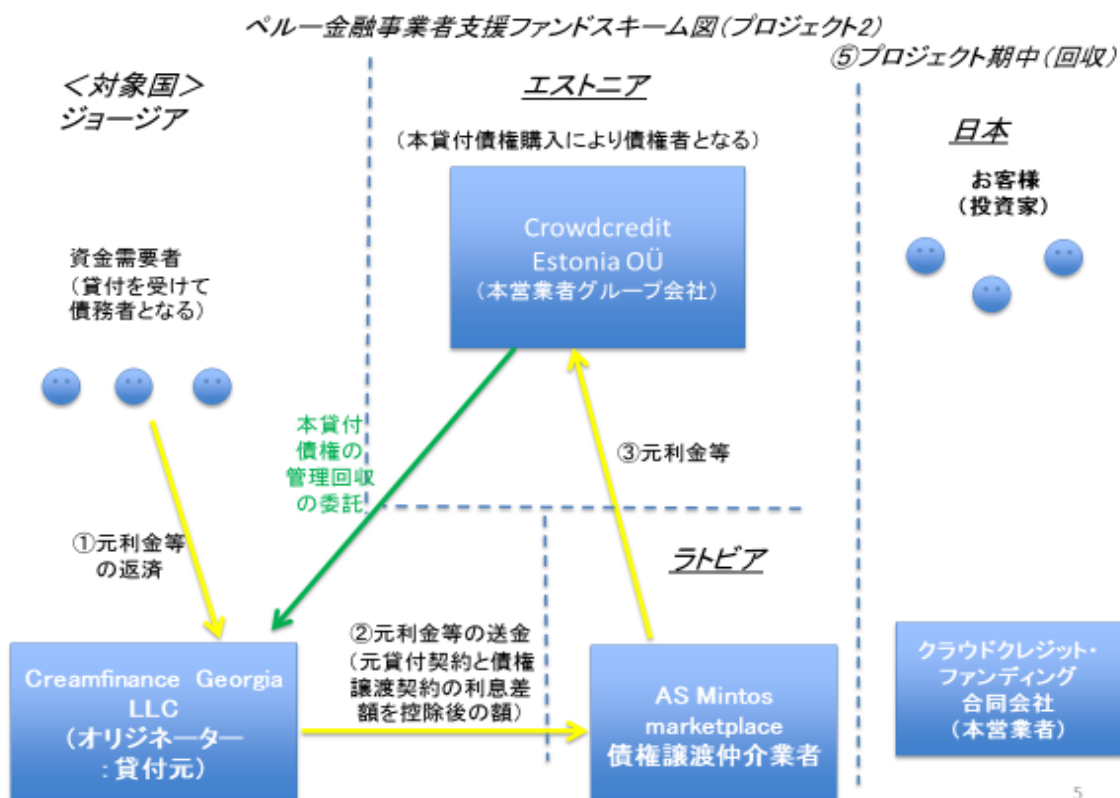 ペルー金融事業者支援ファンドスキーム図(プロジェクト2)
⑤プロジェクト期中(回収)
<対象国>
ジョージア
エストニア
日本
(本貸付債権購入により債権者となる)
お客様
(投資家)
Crowdcredit
Estonia OÜ
(本営業者グループ会社)
資金需要者
(貸付を受けて
債務者となる)
本貸付
債権の
管理回収
の委託
③元利金等
①元利金等
の返済
ラトビア
②元利金等の送金
(元貸付契約と債権
譲渡契約の利息差
額を控除後の額)
Creamfinance Georgia
LLC
(オリジネーター
:貸付元)
AS Mintos
marketplace
債権譲渡仲介業者
クラウドクレジット・
ファンディング
合同会社
(本営業者)
5